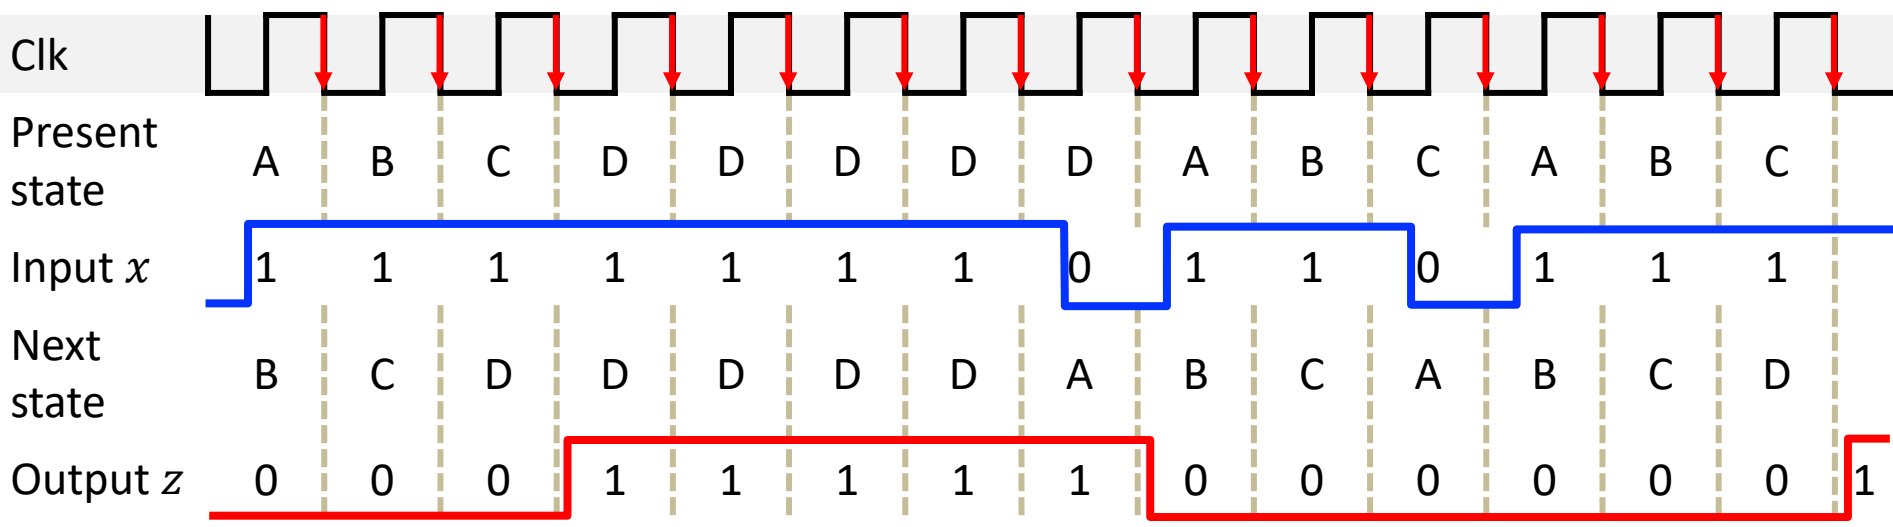 Clk
Present
state
A B C D D D D D A B C A B C
Input x
1 1 1 1 1 1 1 0 1 1 0 1 1 1
Next
state
B C D D D D D A B C A B C D
Output z
0 0 0 1 1 1 1 1 0 0 0 0 0 0 1